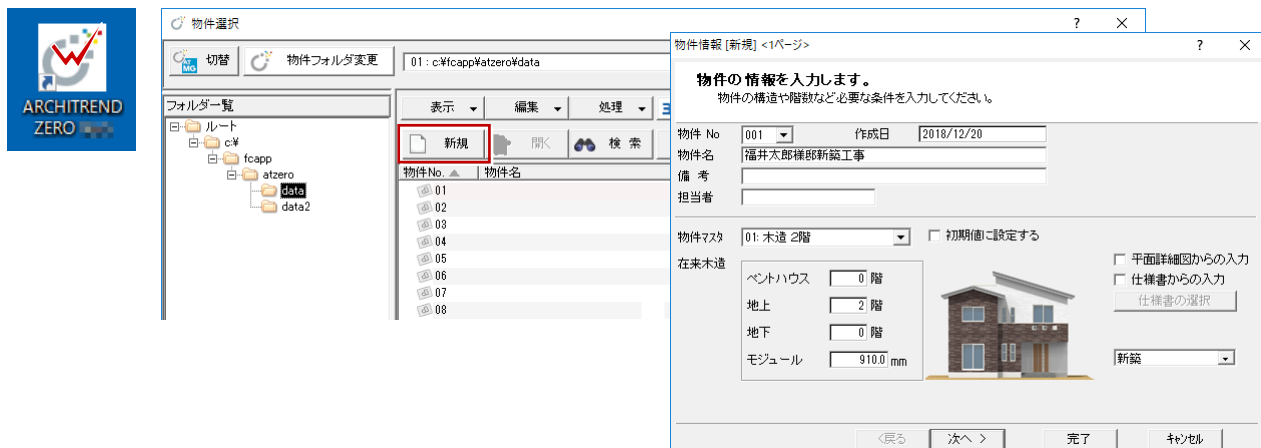 ARCHITREND
ZERO
物件選択
? ×
切替
物件フォルダ変更
01 : c:¥fcapp¥atzero¥data
フォルダ一覧
ルート
c:¥
fcapp
atzero
data
data2
表示
編集
処理
新規
開く
検 索
物件No.
物件名
01
02
03
04
05
06
07
08
物件情報 [新規] <1ページ>
? ×
物件の情報を入力します。
物件の構造や階数など必要な条件を入力してください。
物件 No 001 作成日 2018/12/20
物件名 福井太郎様邸新築工事
備 考
担当者
物件マスタ 01: 木造 2階 初期値に設定する
在来木造
ペントハウス 0 階
地上 2 階
地下 0 階
モジュール 910.0 mm
平面詳細図からの入力
仕様書からの入力
仕様書の選択
新築
<戻る 次へ > 完了 キャンセル